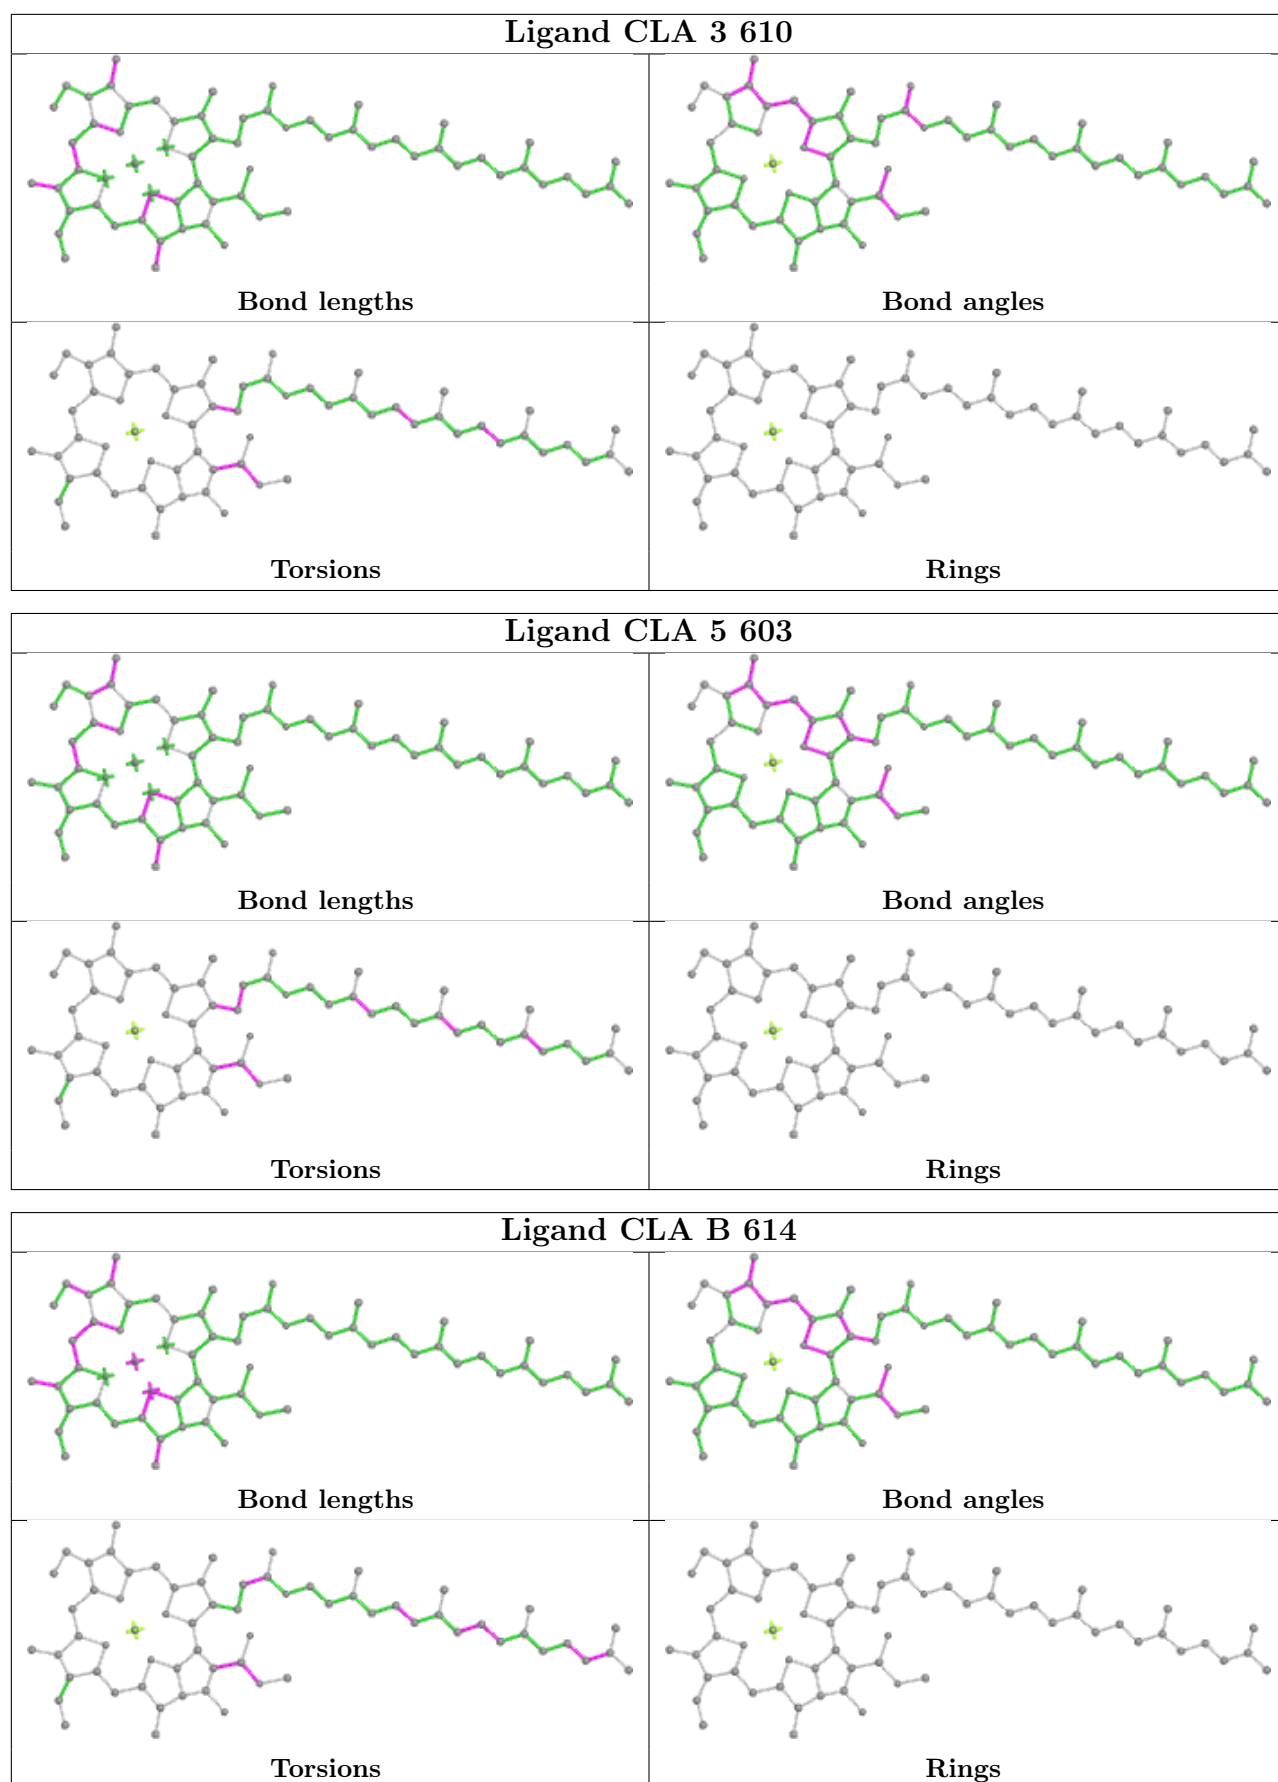 Ligand CLA 3 610
Bond lengths
Bond angles
Torsions
Rings
Ligand CLA 5 603
Bond lengths
Bond angles
Torsions
Rings
Ligand CLA B 614
Bond lengths
Bond angles
Torsions
Rings